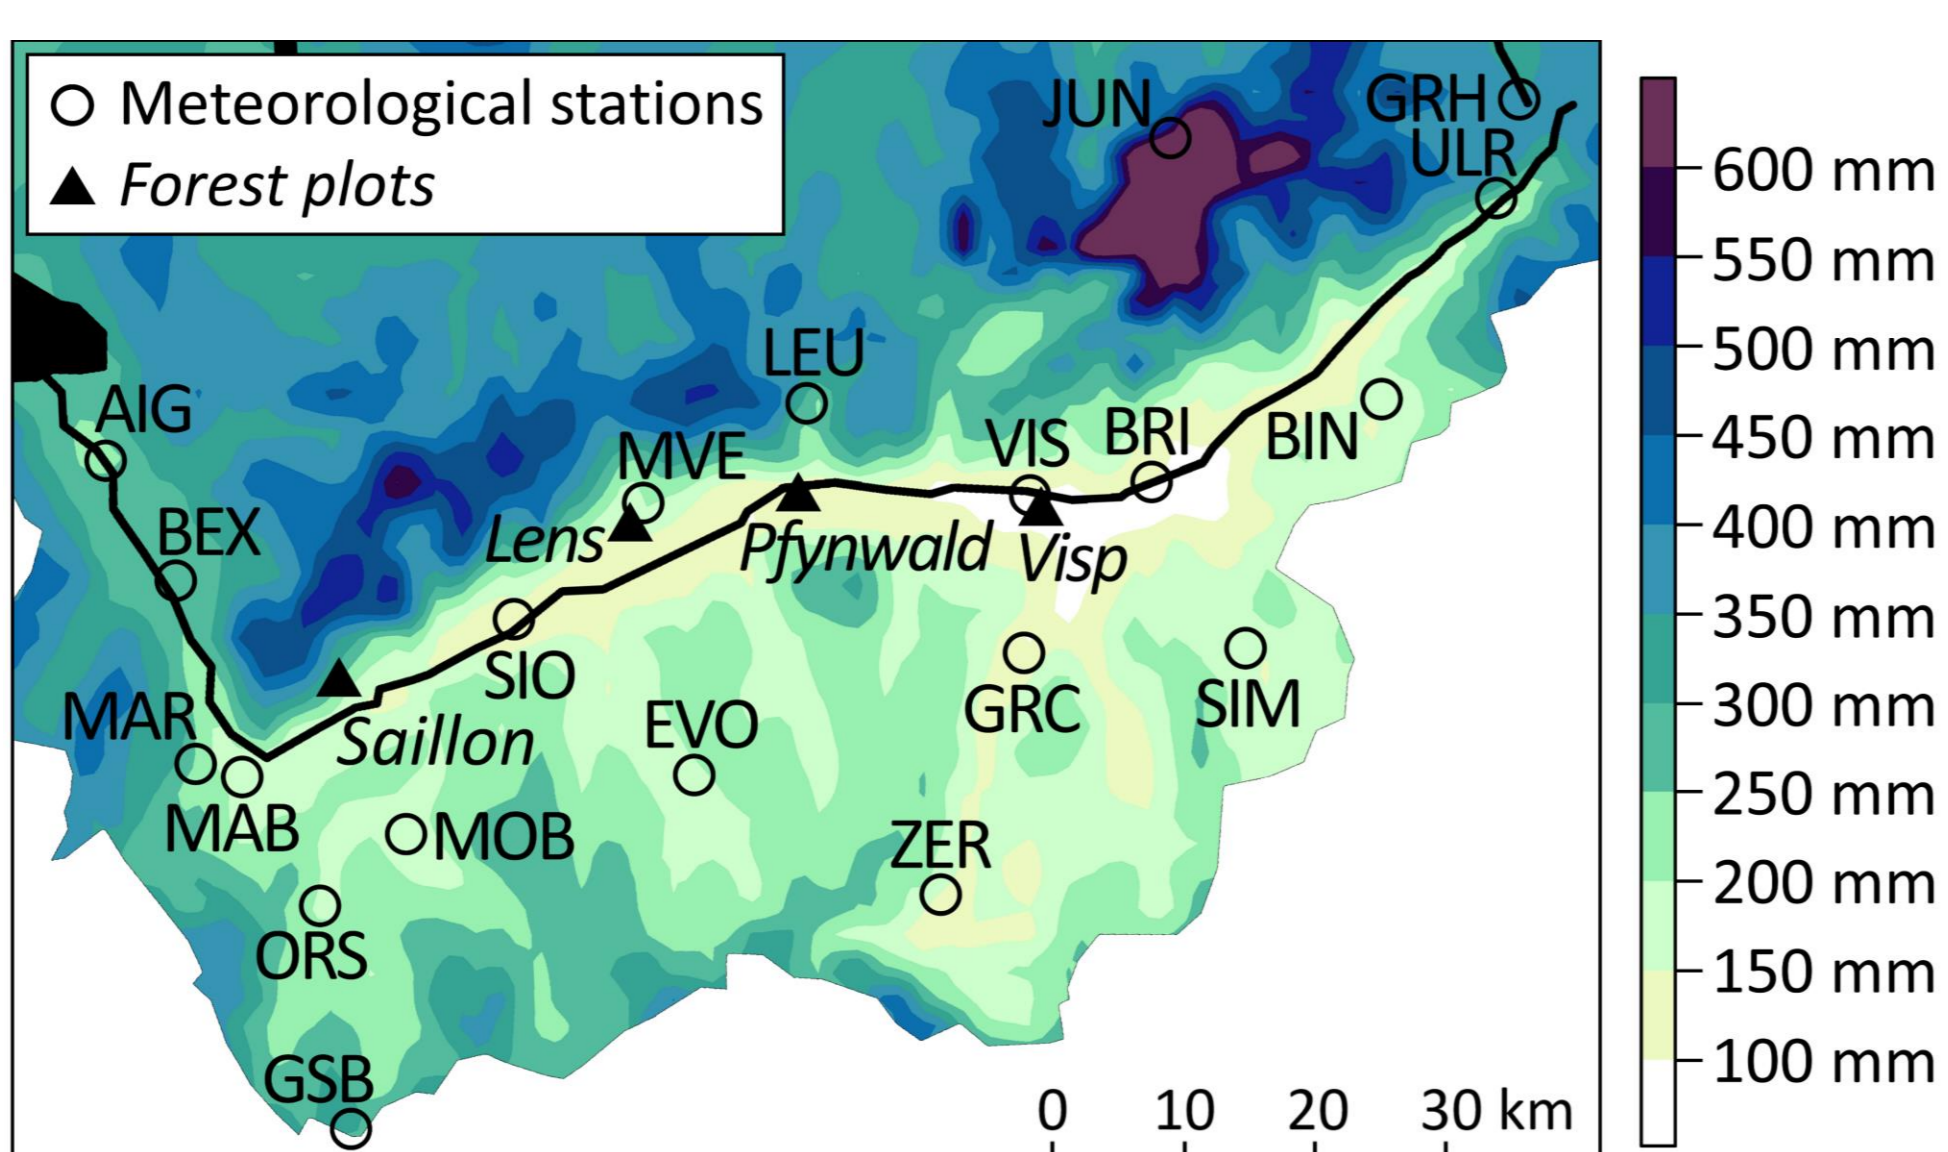 Meteorological stations
Forest plots
JUN
GRH
ULR
600 mm
550 mm
500 mm
450 mm
400 mm
350 mm
300 mm
250 mm
200 mm
150 mm
100 mm
LEU
AIG
MVE
VIS
BRI
BIN
BEX
Lens
Pfynwald
Visp
SIO
GRC
SIM
MAR
Saillon
EVO
MAB
MOB
ZER
ORS
GSB
0 10 20 30 km